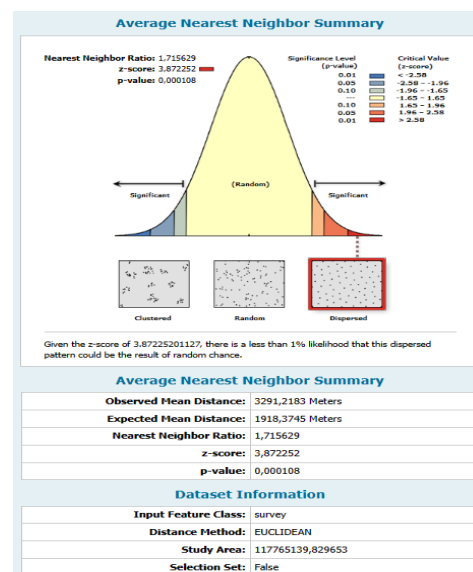 Average Nearest Neighbor Summary
Nearest Neighbor Ratio: 1,715629
z-score: 3,872252
p-value: 0,000108
Significance Level (p-value)
Critical Value (z-score)
0.01 < -2.58
0.05 -2.58 – -1.96
0.10 -1.96 – -1.65
--- -1.65 – 1.65
0.10 1.65 – 1.96
0.05 1.96 – 2.58
0.01 > 2.58
Significant
(Random)
Significant
Clustered
Random
Dispersed
Given the z-score of 3.87225201127, there is a less than 1% likelihood that this dispersed
pattern could be the result of random chance.
Average Nearest Neighbor Summary
Observed Mean Distance: 3291,2183 Meters
Expected Mean Distance: 1918,3745 Meters
Nearest Neighbor Ratio: 1,715629
z-score: 3,872252
p-value: 0,000108
Dataset Information
Input Feature Class: survey
Distance Method: EUCLIDEAN
Study Area: 117765139,829653
Selection Set: False